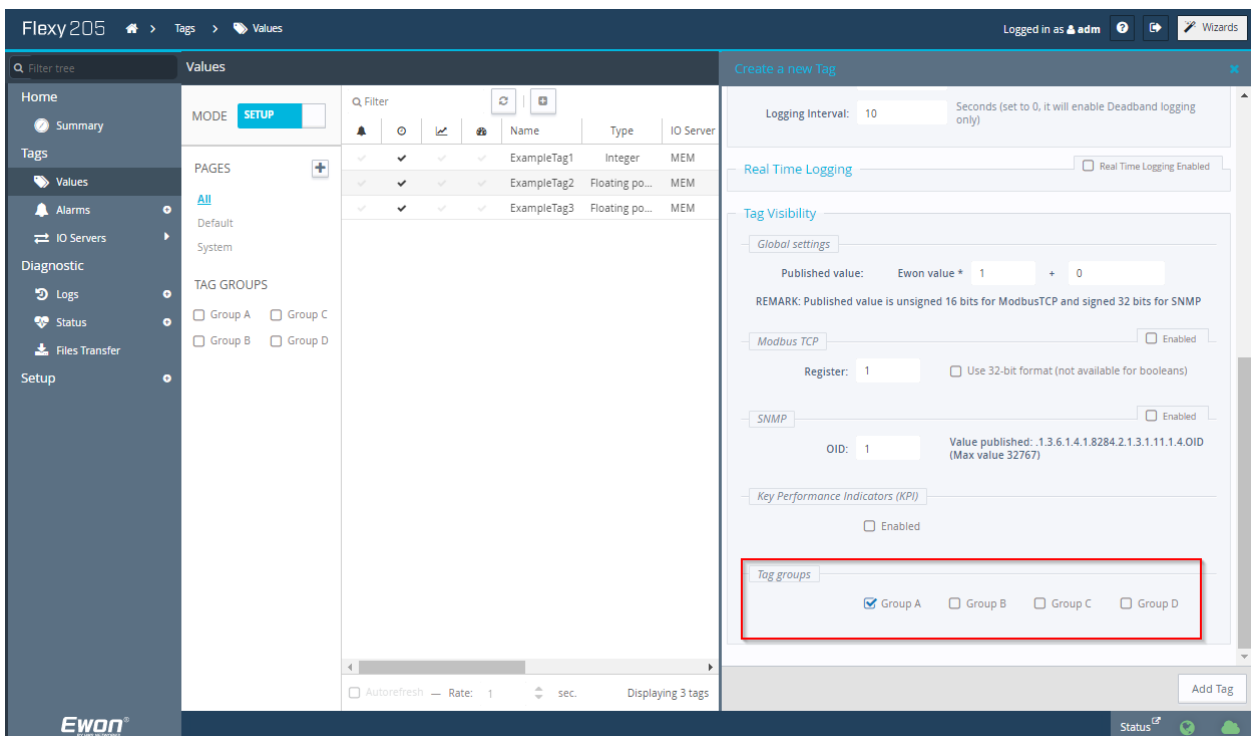 Flexy 205 > Tags > Values
Logged in as adm
Wizards
Filter tree
Home
Summary
Tags
Values
Alarms
IO Servers
Diagnostic
Logs
Status
Files Transfer
Setup
Ewon®
Values
MODE SETUP
PAGES
All
Default
System
TAG GROUPS
Group A Group C
Group B Group D
Filter
Name Type IO Server
ExampleTag1 Integer MEM
ExampleTag2 Floating po... MEM
ExampleTag3 Floating po... MEM
Autorefresh — Rate: 1 sec. Displaying 3 tags
Create a new Tag
Logging Interval: 10 Seconds (set to 0, it will enable Deadband logging
only)
Real Time Logging Real Time Logging Enabled
Tag Visibility
Global settings
Published value: Ewon value * 1 + 0
REMARK: Published value is unsigned 16 bits for ModbusTCP and signed 32 bits for SNMP
Modbus TCP Enabled
Register: 1 Use 32-bit format (not available for booleans)
SNMP Enabled
OID: 1 Value published: .1.3.6.1.4.1.8284.2.1.3.1.11.1.4.OID
(Max value 32767)
Key Performance Indicators (KPI)
Enabled
Tag groups
Group A Group B Group C Group D
Add Tag
Status